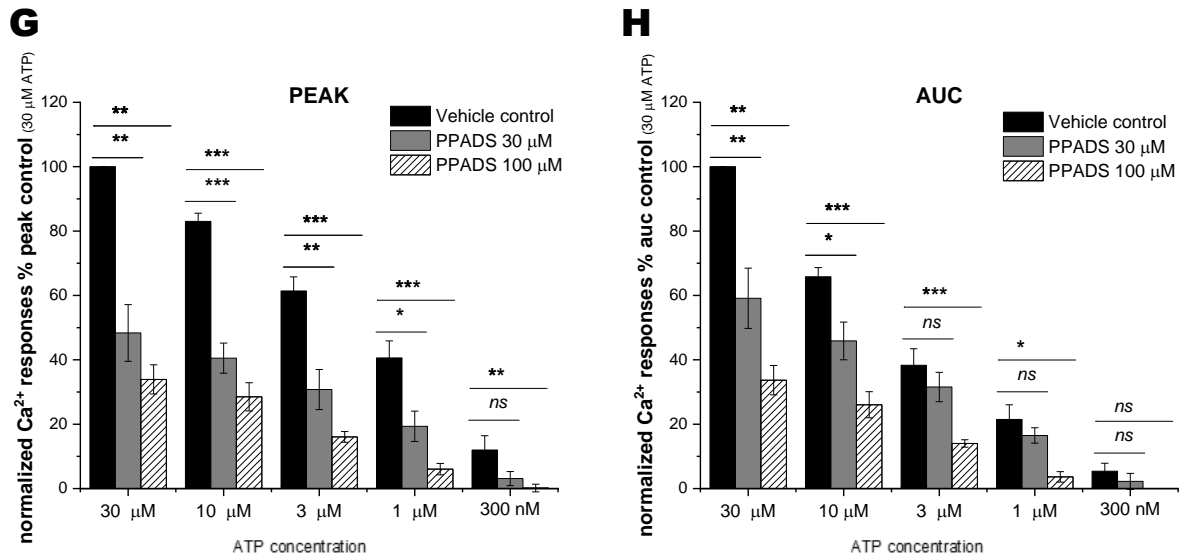 G
normalized Ca²⁺ responses % peak control (30 μM ATP)
PEAK
Vehicle control
PPADS 30 μM
PPADS 100 μM
120
100
80
60
40
20
0
**
**
***
***
***
**
***
*
**
ns
30 μM
10 μM
3 μM
1 μM
300 nM
ATP concentration
H
normalized Ca²⁺ responses % auc control (30 μM ATP)
AUC
Vehicle control
PPADS 30 μM
PPADS 100 μM
120
100
80
60
40
20
0
**
**
***
*
***
ns
*
ns
ns
ns
30 μM
10 μM
3 μM
1 μM
300 nM
ATP concentration